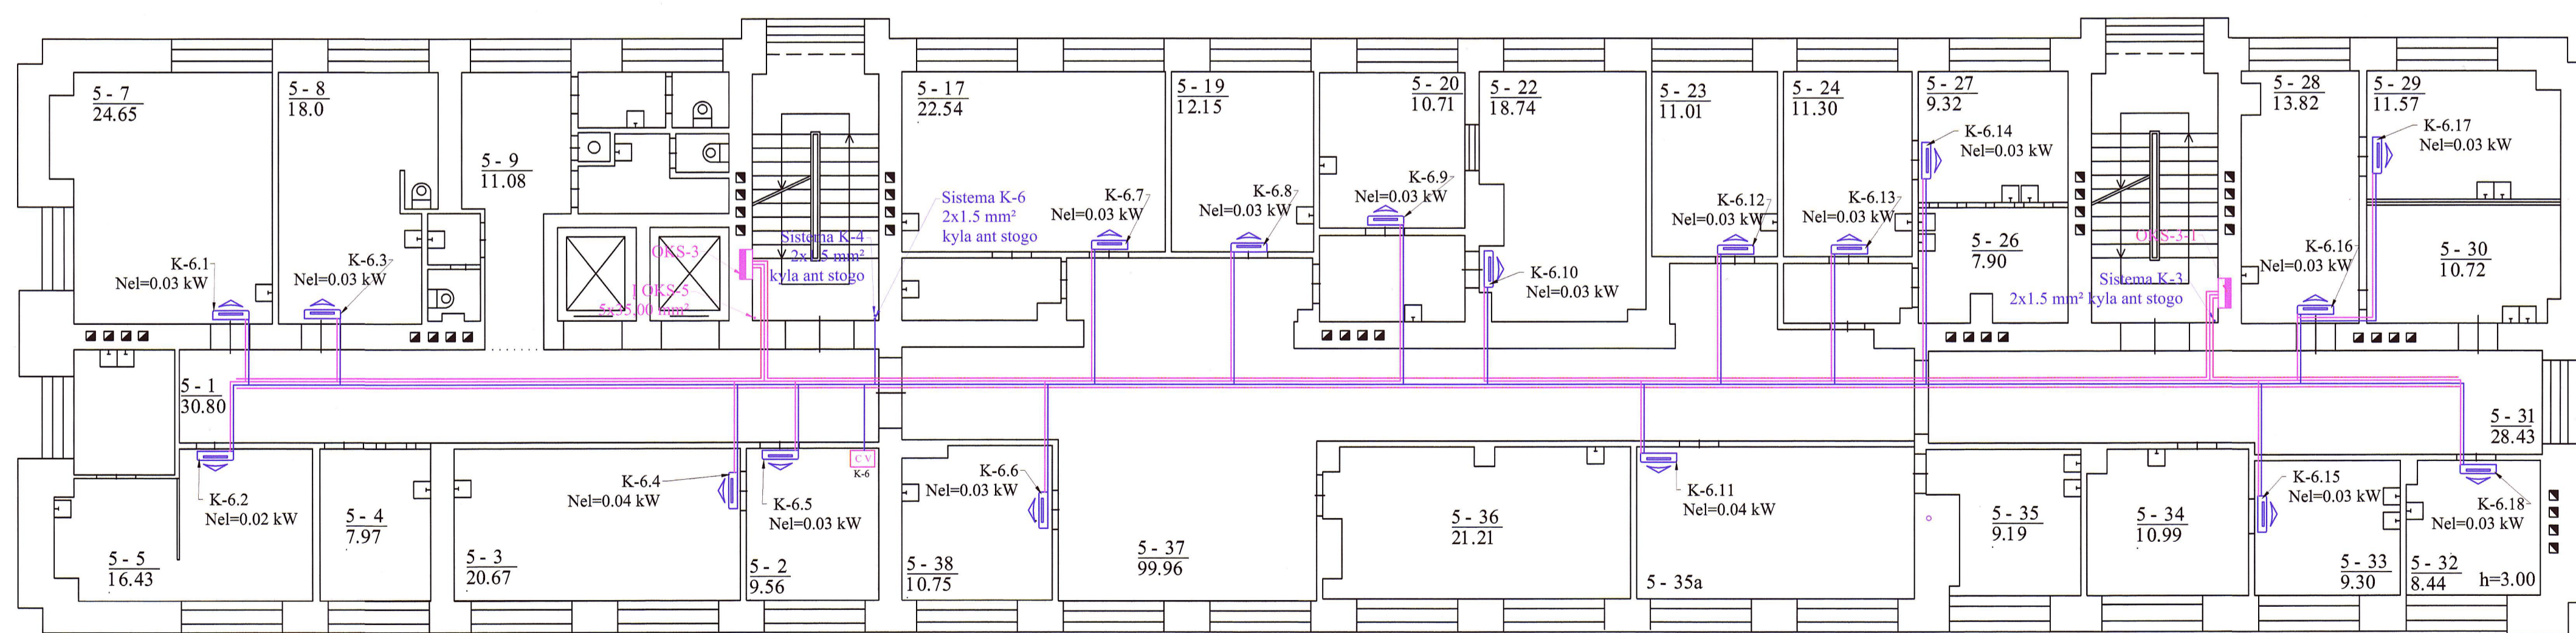 5 - 7
24.65
5 - 8
18.0
5 - 9
11.08
5 - 17
22.54
5 - 19
12.15
5 - 20
10.71
5 - 22
18.74
5 - 23
11.01
5 - 24
11.30
5 - 27
9.32
5 - 28
13.82
5 - 29
11.57
K-6.14
Nel=0.03 kW
K-6.17
Nel=0.03 kW
K-6.7
Nel=0.03 kW
K-6.8
Nel=0.03 kW
K-6.9
Nel=0.03 kW
K-6.12
Nel=0.03 kW
K-6.13
Nel=0.03 kW
Sistema K-6
2x1.5 mm²
kyla ant stogo
Sistema K-4
2x1.5 mm²
kyla ant stogo
OKS-3
Į OKS-5
5x35.00 mm²
K-6.1
Nel=0.03 kW
K-6.3
Nel=0.03 kW
K-6.10
Nel=0.03 kW
5 - 26
7.90
OKS-3-1
Sistema K-3
2x1.5 mm² kyla ant stogo
K-6.16
Nel=0.03 kW
5 - 30
10.72
5 - 1
30.80
5 - 31
28.43
K-6.2
Nel=0.02 kW
K-6.4
Nel=0.04 kW
K-6.5
Nel=0.03 kW
C V
K-6
K-6.6
Nel=0.03 kW
K-6.11
Nel=0.04 kW
K-6.15
Nel=0.03 kW
K-6.18
Nel=0.03 kW
5 - 5
16.43
5 - 4
7.97
5 - 3
20.67
5 - 2
9.56
5 - 38
10.75
5 - 37
99.96
5 - 36
21.21
5 - 35a
5 - 35
9.19
5 - 34
10.99
5 - 33
9.30
5 - 32
8.44
h=3.00